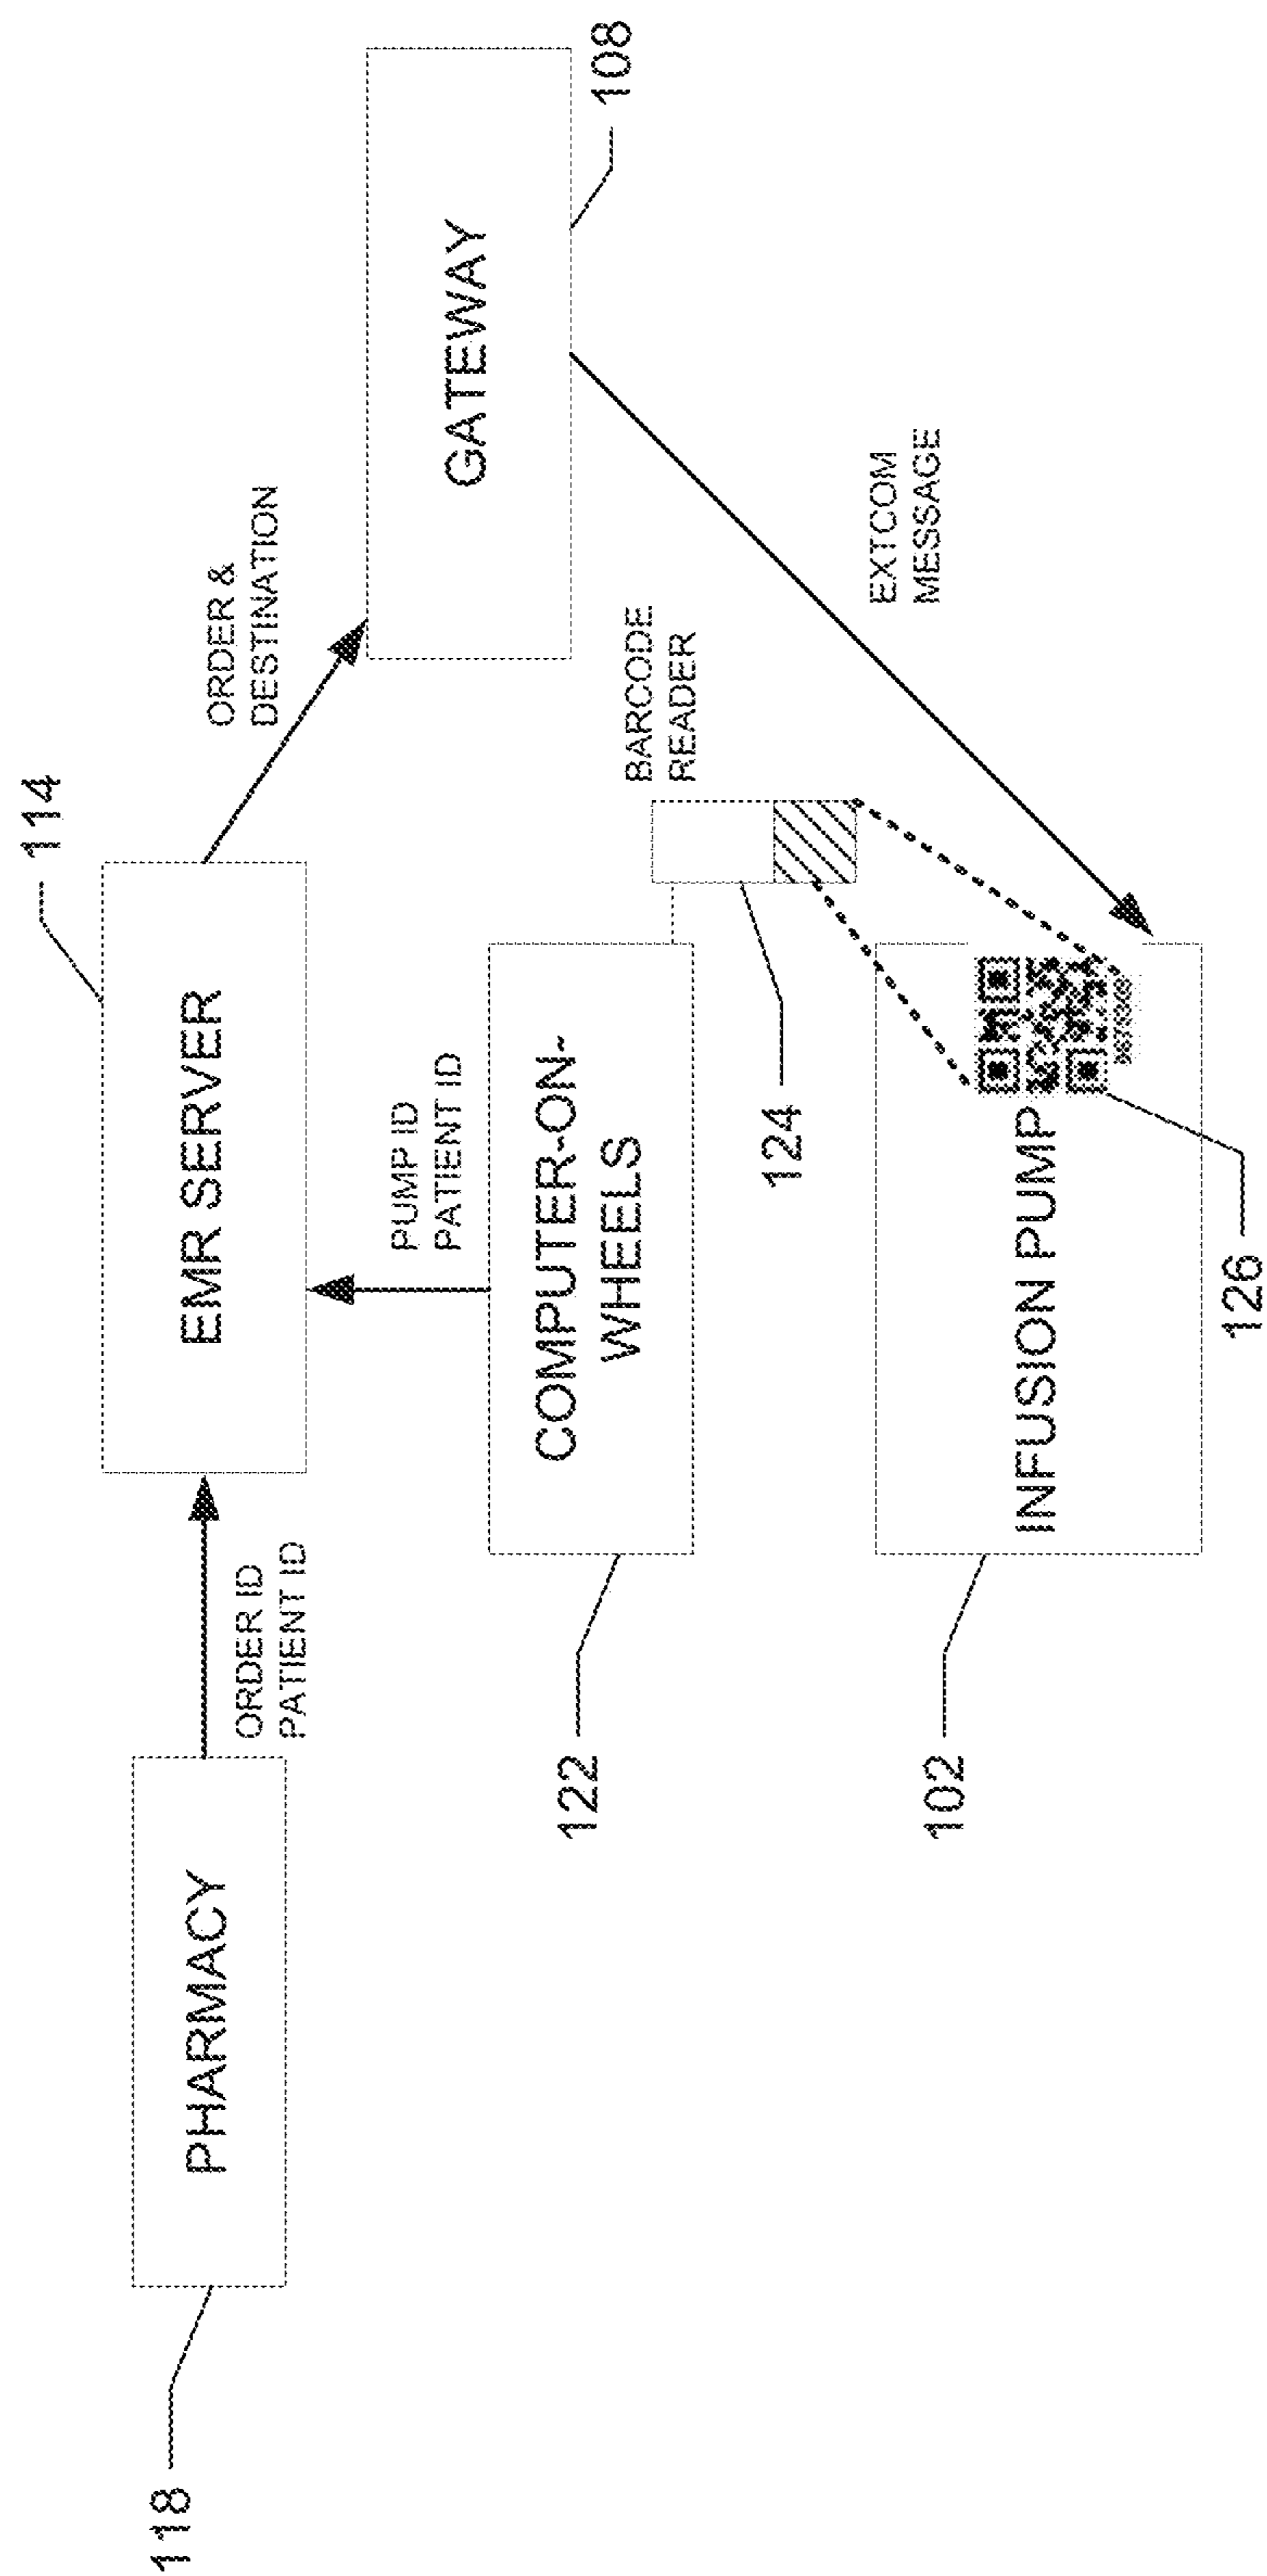 114
118
PHARMACY
EMR SERVER
ORDER &
DESTINATION
ORDER ID
PATIENT ID
PUMP ID
PATIENT ID
GATEWAY
108
COMPUTER-ON-
WHEELS
122
BARCODE
READER
124
EXTCOM
MESSAGE
102
INFUSION PUMP
126